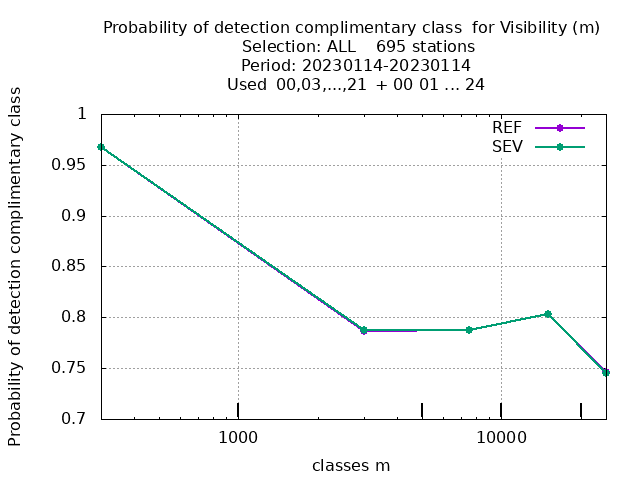 Probability of detection complimentary class  for Visibility (m)
Selection: ALL    695 stations
Period: 20230114-20230114
Used  00,03,...,21  + 00 01 ... 24
Probability of detection complimentary class
1
0.95
0.9
0.85
0.8
0.75
0.7
REF
SEV
1000
10000
classes m